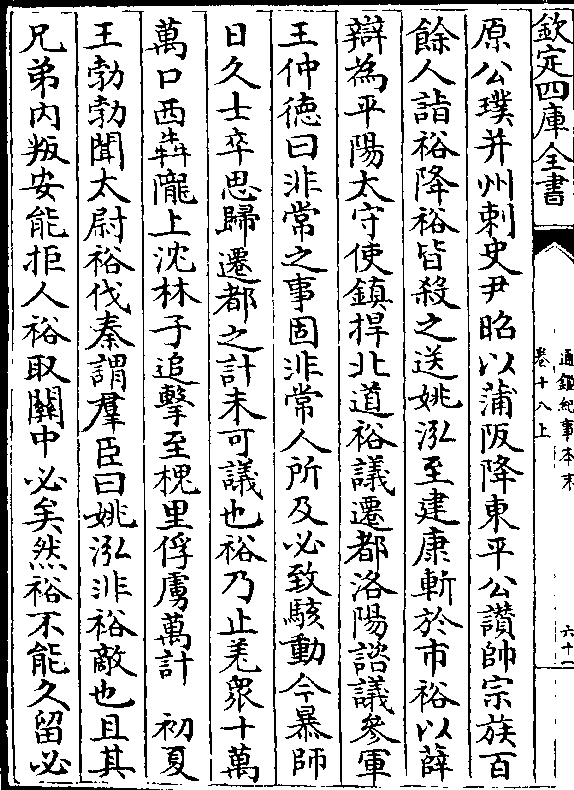 欽定四庫全書
通鑑紀事本末
卷十八上
六十一
原公璞并州刺史尹昭以蒲阪降東平公讚帥宗族百
餘人詣裕降裕皆殺之送姚泓至建康斬於市裕以薛
辯為平陽太守使鎮捍北道裕議遷都洛陽諮議參軍
王仲徳曰非常之事固非常人所及必致駭動今暴師
日久士卒思歸遷都之計未可議也裕乃止羌衆十萬
萬口西犇隴上沈林子追擊至槐里俘虜萬計 初夏
王勃勃聞太尉裕伐秦謂羣臣曰姚泓非裕敵也且其
兄弟内叛安能拒人裕取關中必矣然裕不能久留必